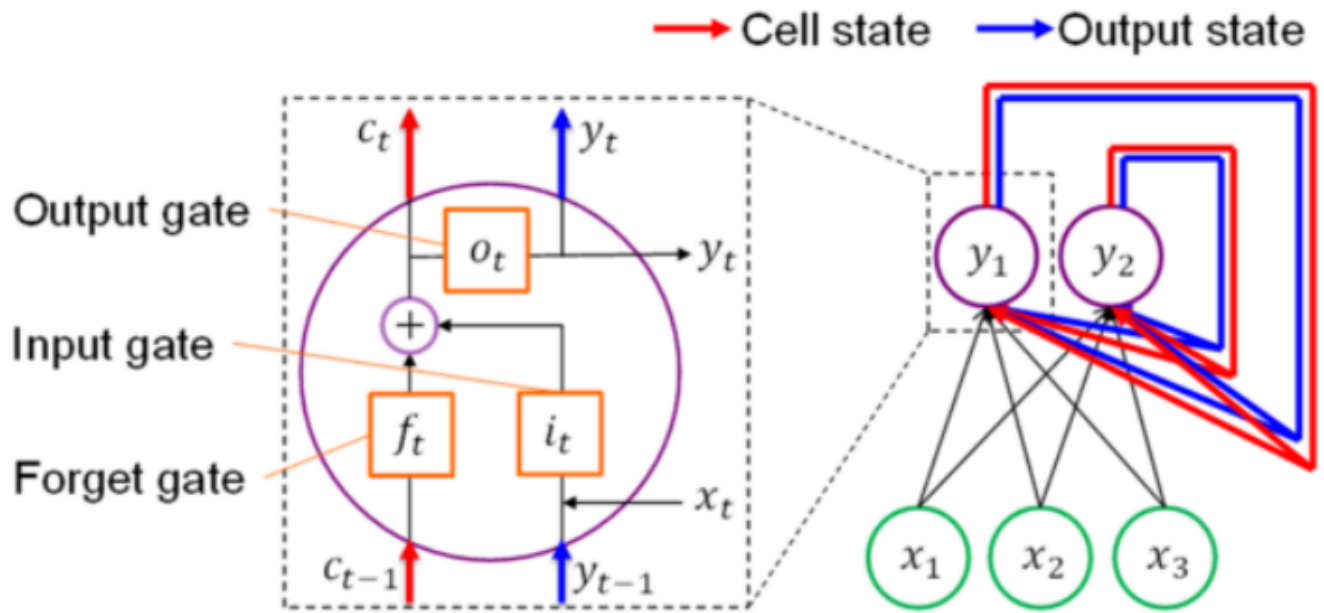 Cell state
Output state
c_t
y_t
Output gate
o_t
y_t
y_1
y_2
+
Input gate
f_t
i_t
Forget gate
x_t
c_{t-1}
y_{t-1}
x_1
x_2
x_3